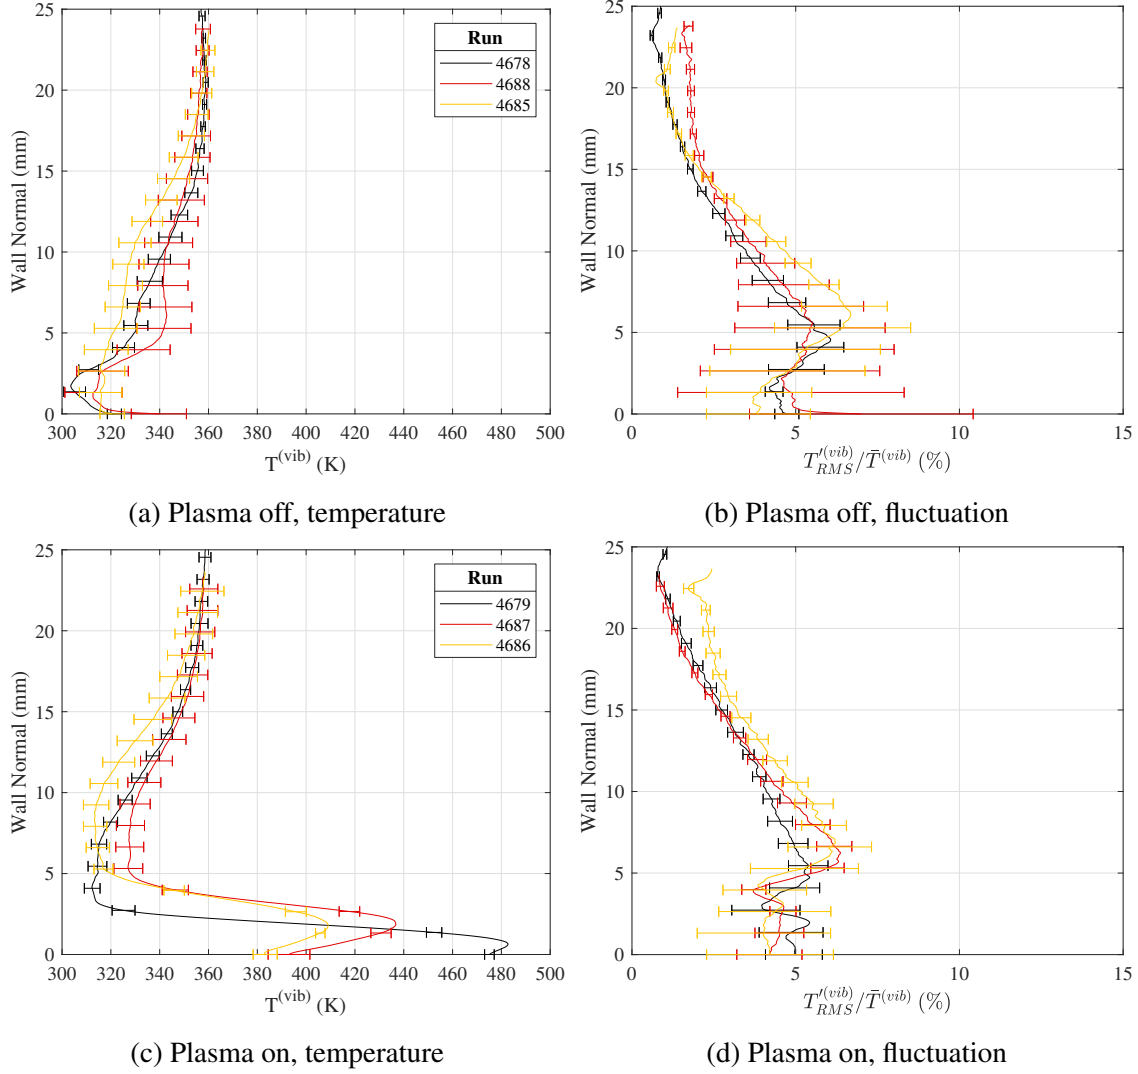 25
20
15
10
5
0
Wall Normal (mm)
300 320 340 360 380 400 420 440 460 480 500
T(vib) (K)
Run
4678
4688
4685
(a) Plasma off, temperature
25
20
15
10
5
0
Wall Normal (mm)
0 5 10 15
T′(vib)RMS/T̄(vib) (%)
(b) Plasma off, fluctuation
25
20
15
10
5
0
Wall Normal (mm)
300 320 340 360 380 400 420 440 460 480 500
T(vib) (K)
Run
4679
4687
4686
(c) Plasma on, temperature
25
20
15
10
5
0
Wall Normal (mm)
0 5 10 15
T′(vib)RMS/T̄(vib) (%)
(d) Plasma on, fluctuation